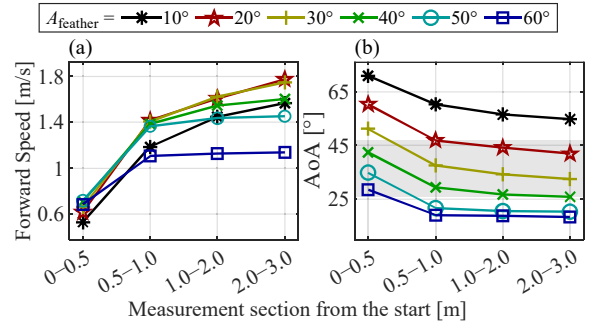 A_feather = 10° 20° 30° 40° 50° 60°
(a) (b)
Forward Speed [m/s]
1.8
1.4
1
0.6
0−0.5 0.5−1.0 1.0−2.0 2.0−3.0
AoA [°]
65
45
25
0−0.5 0.5−1.0 1.0−2.0 2.0−3.0
Measurement section from the start [m]